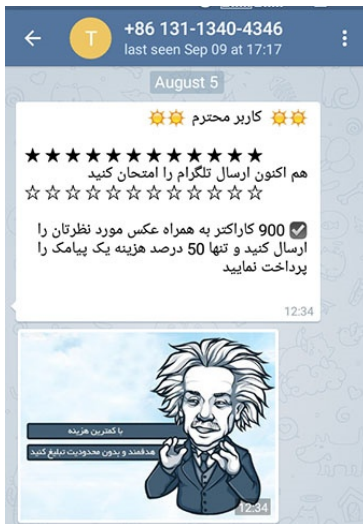 +86 131-1340-4346
last seen Sep 09 at 17:17
August 5
کاربر محترم
★★★★★★★★★★★★
هم اکنون ارسال تلگرام را امتحان کنید
☆☆☆☆☆☆☆☆☆☆☆☆
900 کاراکتر به همراه عکس مورد نظرتان را
ارسال کنید و تنها 50 درصد هزینه یک پیامک را
پرداخت نمایید
12:34
با کمترین هزینه
هدفمند و بدون محدودیت تبلیغ کنید
12:34